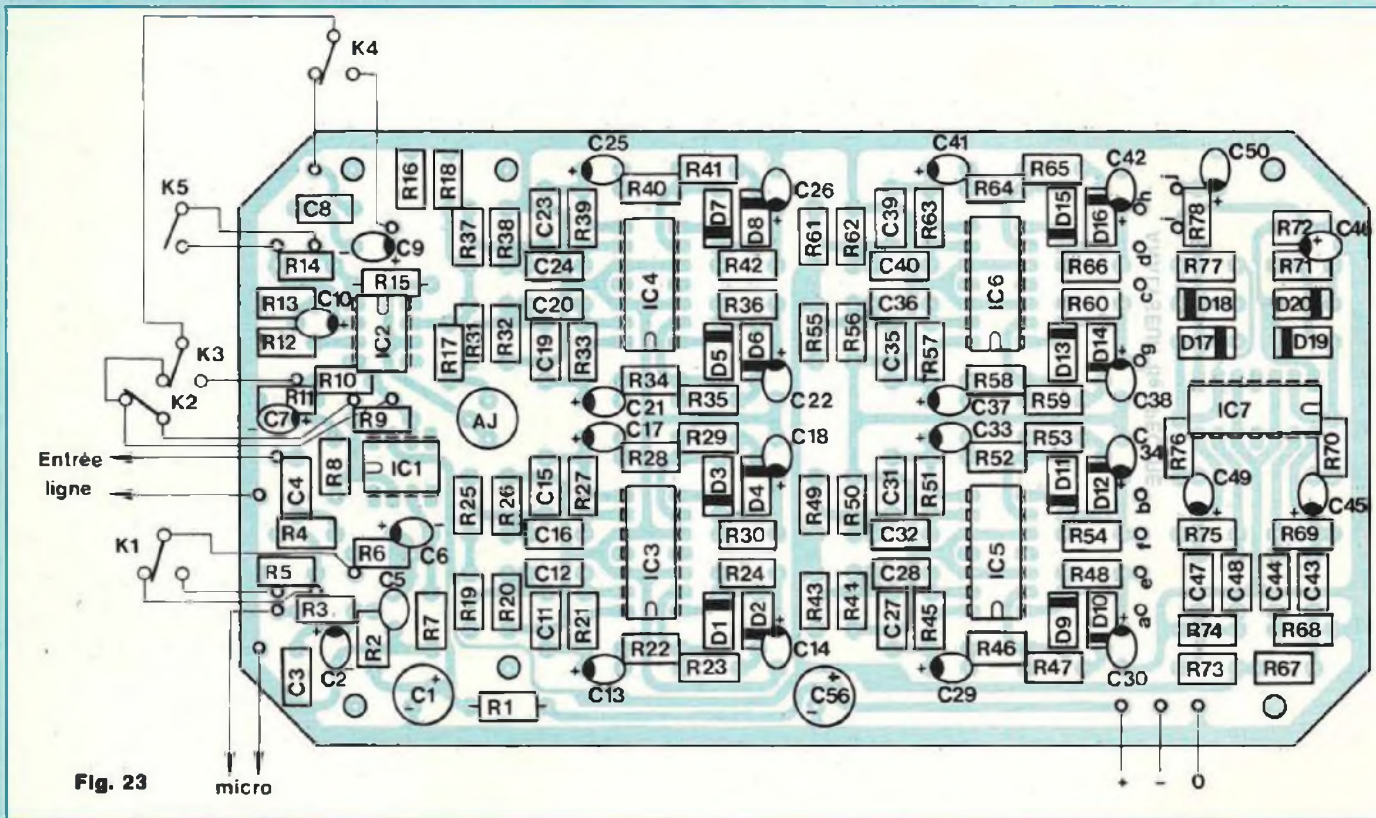 K4
C25
R41
C41
R65
C42
C50
R16
R18
R40
C26
R64
h
j
K5
C8
C23
R39
D7
D8
C39
R63
D15
D16
R78
i
R72
C46
R37
R38
R61
R62
C9
d
R14
C24
IC4
R42
C40
IC6
R66
R77
R71
R15
c
R13
C10
C20
R36
C36
R60
D18
D20
R12
IC2
R17
R31
R32
C19
R33
D5
D6
R55
R56
C35
R57
D13
D14
g
D17
D19
K3
R10
R34
R58
K2
R11
R35
C22
R59
C38
C7
R9
AJ
C21
C37
IC7
C17
R29
C18
C33
R53
C34
R76
R70
Entrée
ligne
R8
IC1
R28
R52
C4
R25
R26
C15
R27
D3
D4
R49
R50
C31
R51
D11
D12
b
C49
C45
R4
C6
C16
R30
C32
R54
f
R75
R69
K1
R6
IC3
IC5
R5
C5
C12
R24
C28
R48
e
C47
C48
C44
C43
R3
R7
R19
R20
C11
R21
D1
D2
R43
R44
C27
R45
D9
D10
a
R2
R74
R68
C2
R22
C14
R46
C3
R23
R47
C30
R73
R67
C1
R1
C13
C56
C29
Fig. 23
micro
+ - 0